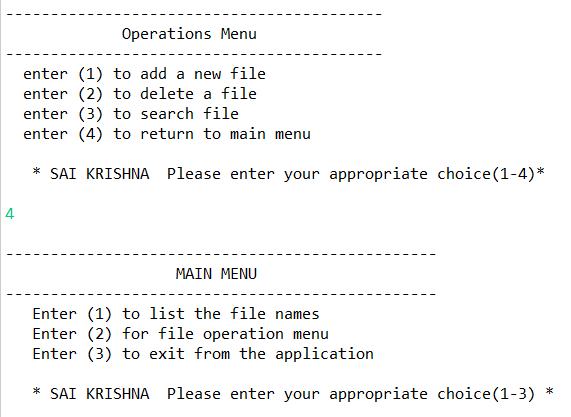 ------------------------------------------
Operations Menu
------------------------------------------
enter (1) to add a new file
enter (2) to delete a file
enter (3) to search file
enter (4) to return to main menu
* SAI KRISHNA  Please enter your appropriate choice(1-4)*
4
------------------------------------------------
MAIN MENU
------------------------------------------------
Enter (1) to list the file names
Enter (2) for file operation menu
Enter (3) to exit from the application
* SAI KRISHNA  Please enter your appropriate choice(1-3) *